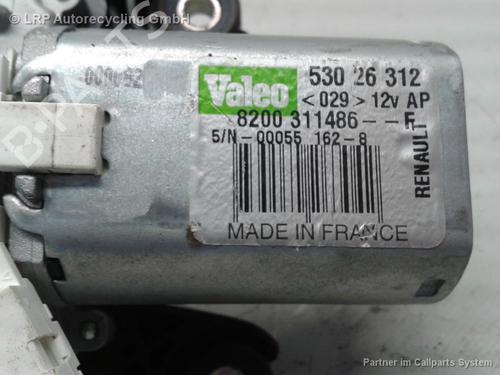 © LRP Autorecycling GmbH
Valeo
530 26 312
<029> 12v AP
8200 311486--F
S/N-00055 162-8
RENAULT
MADE IN FRANCE
Partner im Callparts System